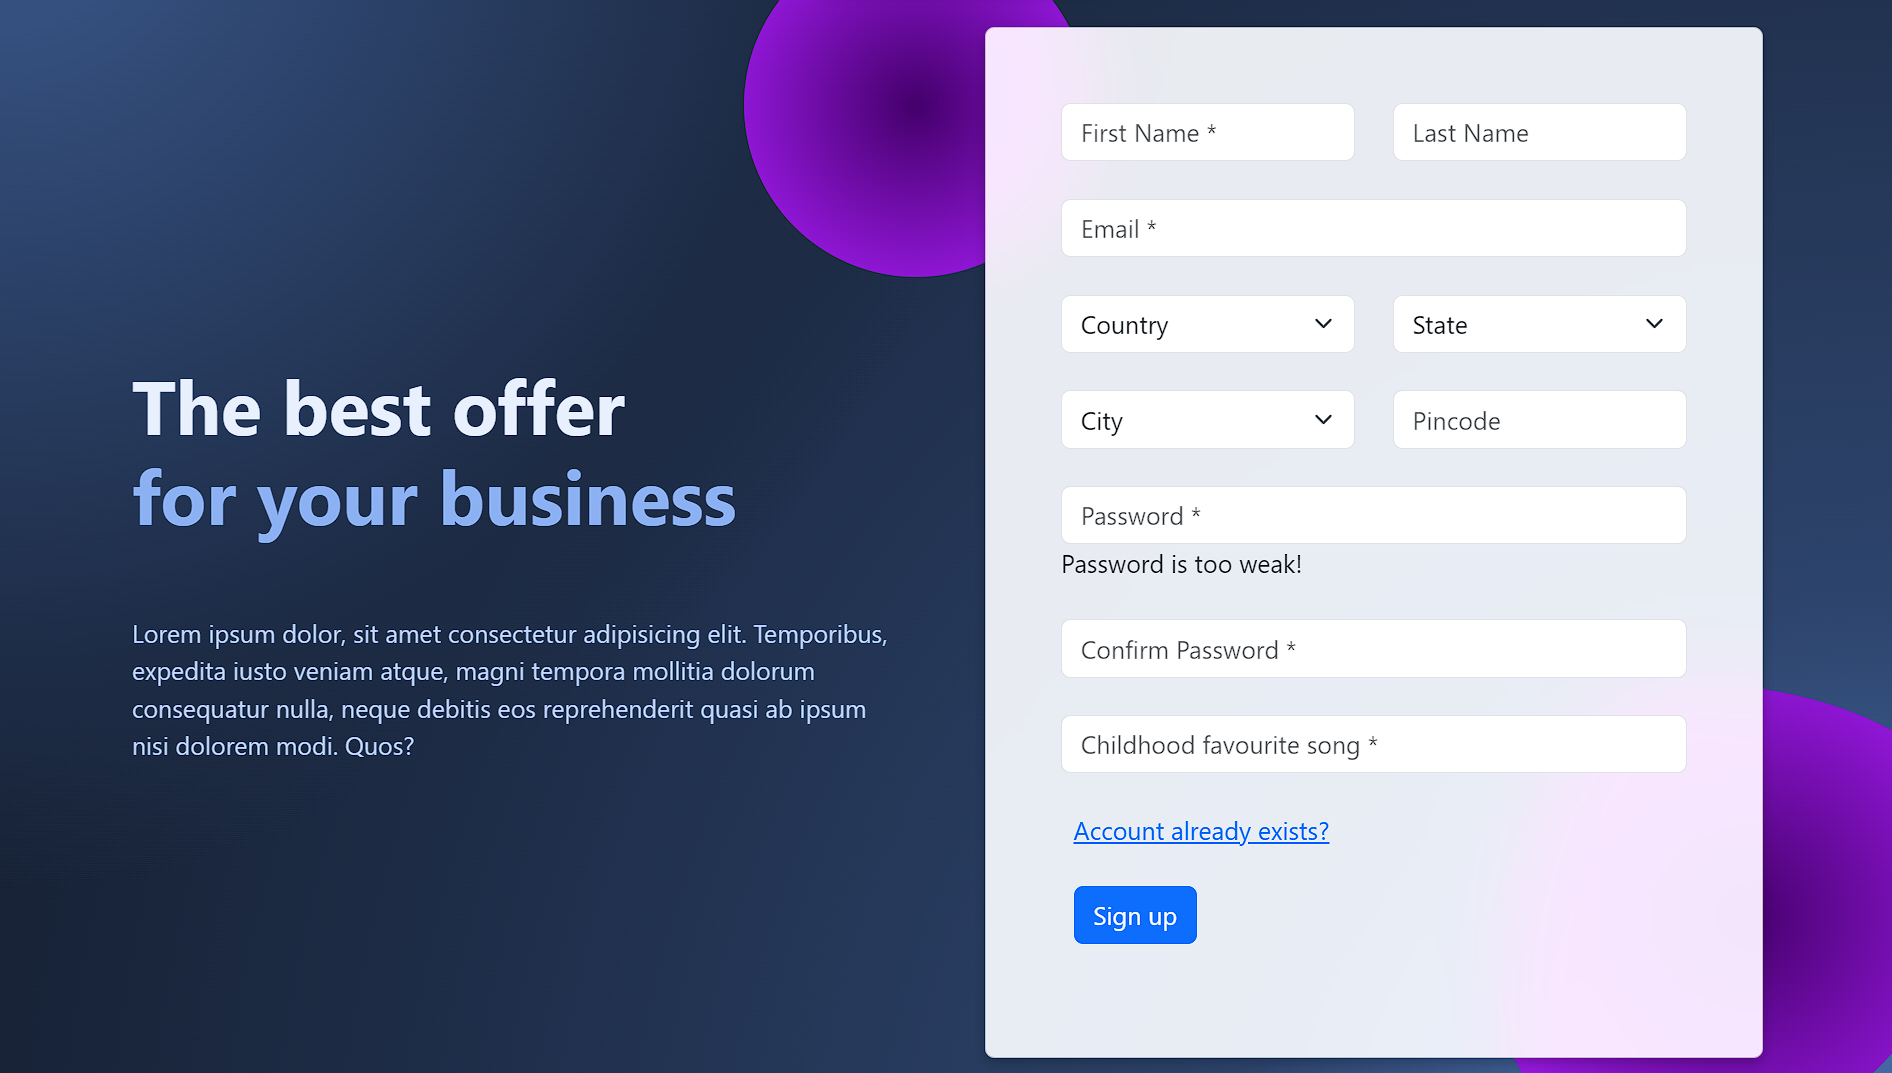 The best offer
for your business
Lorem ipsum dolor, sit amet consectetur adipisicing elit. Temporibus,
expedita iusto veniam atque, magni tempora mollitia dolorum
consequatur nulla, neque debitis eos reprehenderit quasi ab ipsum
nisi dolorem modi. Quos?
First Name *
Last Name
Email *
Country
State
City
Pincode
Password *
Password is too weak!
Confirm Password *
Childhood favourite song *
Account already exists?
Sign up